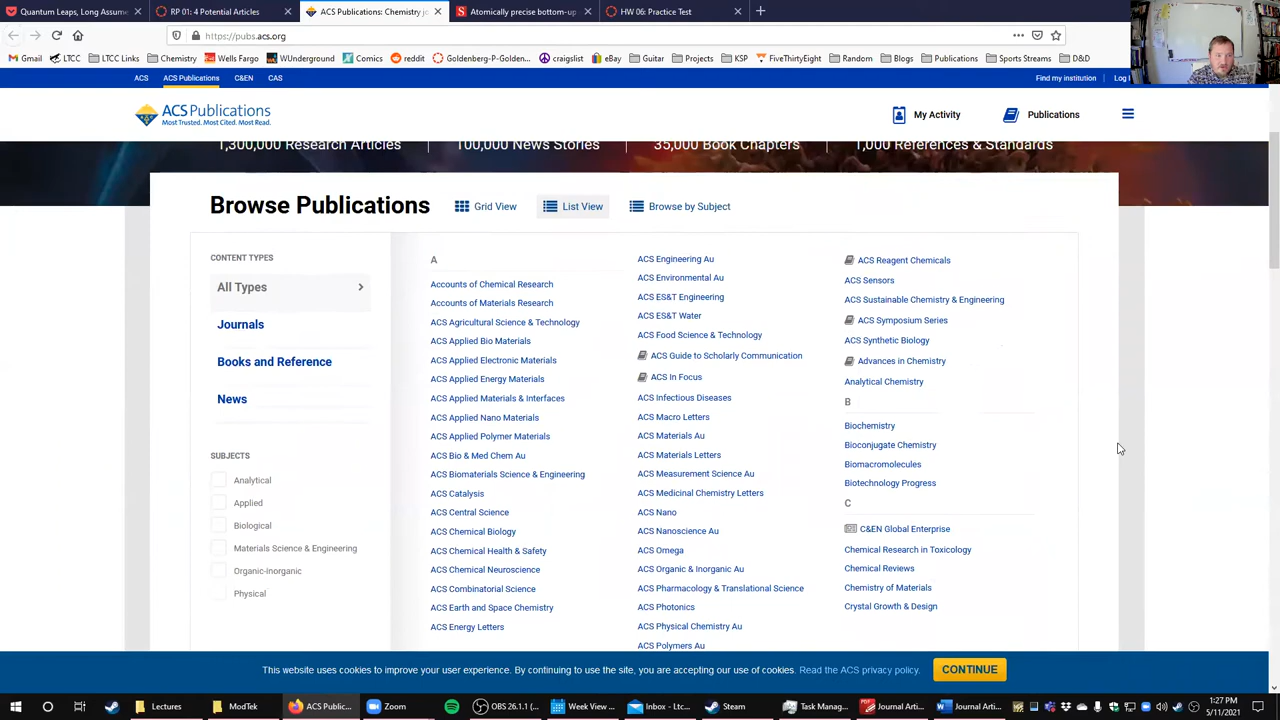 Quantum Leaps, Long Assume
RP 01: 4 Potential Articles
ACS Publications: Chemistry jo
Atomically precise bottom-up
HW 06: Practice Test
https://pubs.acs.org
Gmail
LTCC
LTCC Links
Chemistry
Wells Fargo
WUnderground
Comics
reddit
Goldenberg-P-Golden...
craigslist
eBay
Guitar
Projects
KSP
FiveThirtyEight
Random
Blogs
Publications
Sports Streams
D&D
ACS
ACS Publications
C&EN
CAS
Find my institution
Log
ACS Publications
Most Trusted. Most Cited. Most Read.
My Activity
Publications
1,300,000 Research Articles
100,000 News Stories
35,000 Book Chapters
1,000 References & Standards
Browse Publications
Grid View
List View
Browse by Subject
CONTENT TYPES
All Types
Journals
Books and Reference
News
SUBJECTS
Analytical
Applied
Biological
Materials Science & Engineering
Organic-Inorganic
Physical
A
Accounts of Chemical Research
Accounts of Materials Research
ACS Agricultural Science & Technology
ACS Applied Bio Materials
ACS Applied Electronic Materials
ACS Applied Energy Materials
ACS Applied Materials & Interfaces
ACS Applied Nano Materials
ACS Applied Polymer Materials
ACS Bio & Med Chem Au
ACS Biomaterials Science & Engineering
ACS Catalysis
ACS Central Science
ACS Chemical Biology
ACS Chemical Health & Safety
ACS Chemical Neuroscience
ACS Combinatorial Science
ACS Earth and Space Chemistry
ACS Energy Letters
ACS Engineering Au
ACS Environmental Au
ACS ES&T Engineering
ACS ES&T Water
ACS Food Science & Technology
ACS Guide to Scholarly Communication
ACS In Focus
ACS Infectious Diseases
ACS Macro Letters
ACS Materials Au
ACS Materials Letters
ACS Measurement Science Au
ACS Medicinal Chemistry Letters
ACS Nano
ACS Nanoscience Au
ACS Omega
ACS Organic & Inorganic Au
ACS Pharmacology & Translational Science
ACS Photonics
ACS Physical Chemistry Au
ACS Polymers Au
ACS Reagent Chemicals
ACS Sensors
ACS Sustainable Chemistry & Engineering
ACS Symposium Series
ACS Synthetic Biology
Advances in Chemistry
Analytical Chemistry
B
Biochemistry
Bioconjugate Chemistry
Biomacromolecules
Biotechnology Progress
C
C&EN Global Enterprise
Chemical Research in Toxicology
Chemical Reviews
Chemistry of Materials
Crystal Growth & Design
This website uses cookies to improve your user experience. By continuing to use the site, you are accepting our use of cookies. Read the ACS privacy policy.
CONTINUE
Lectures
ModTek
ACS Public...
Zoom
OBS 26.1.1 (...
Week View ...
Inbox - Ltc...
Steam
Task Manag...
Journal Arti...
Journal Arti...
1:27 PM
5/11/2021